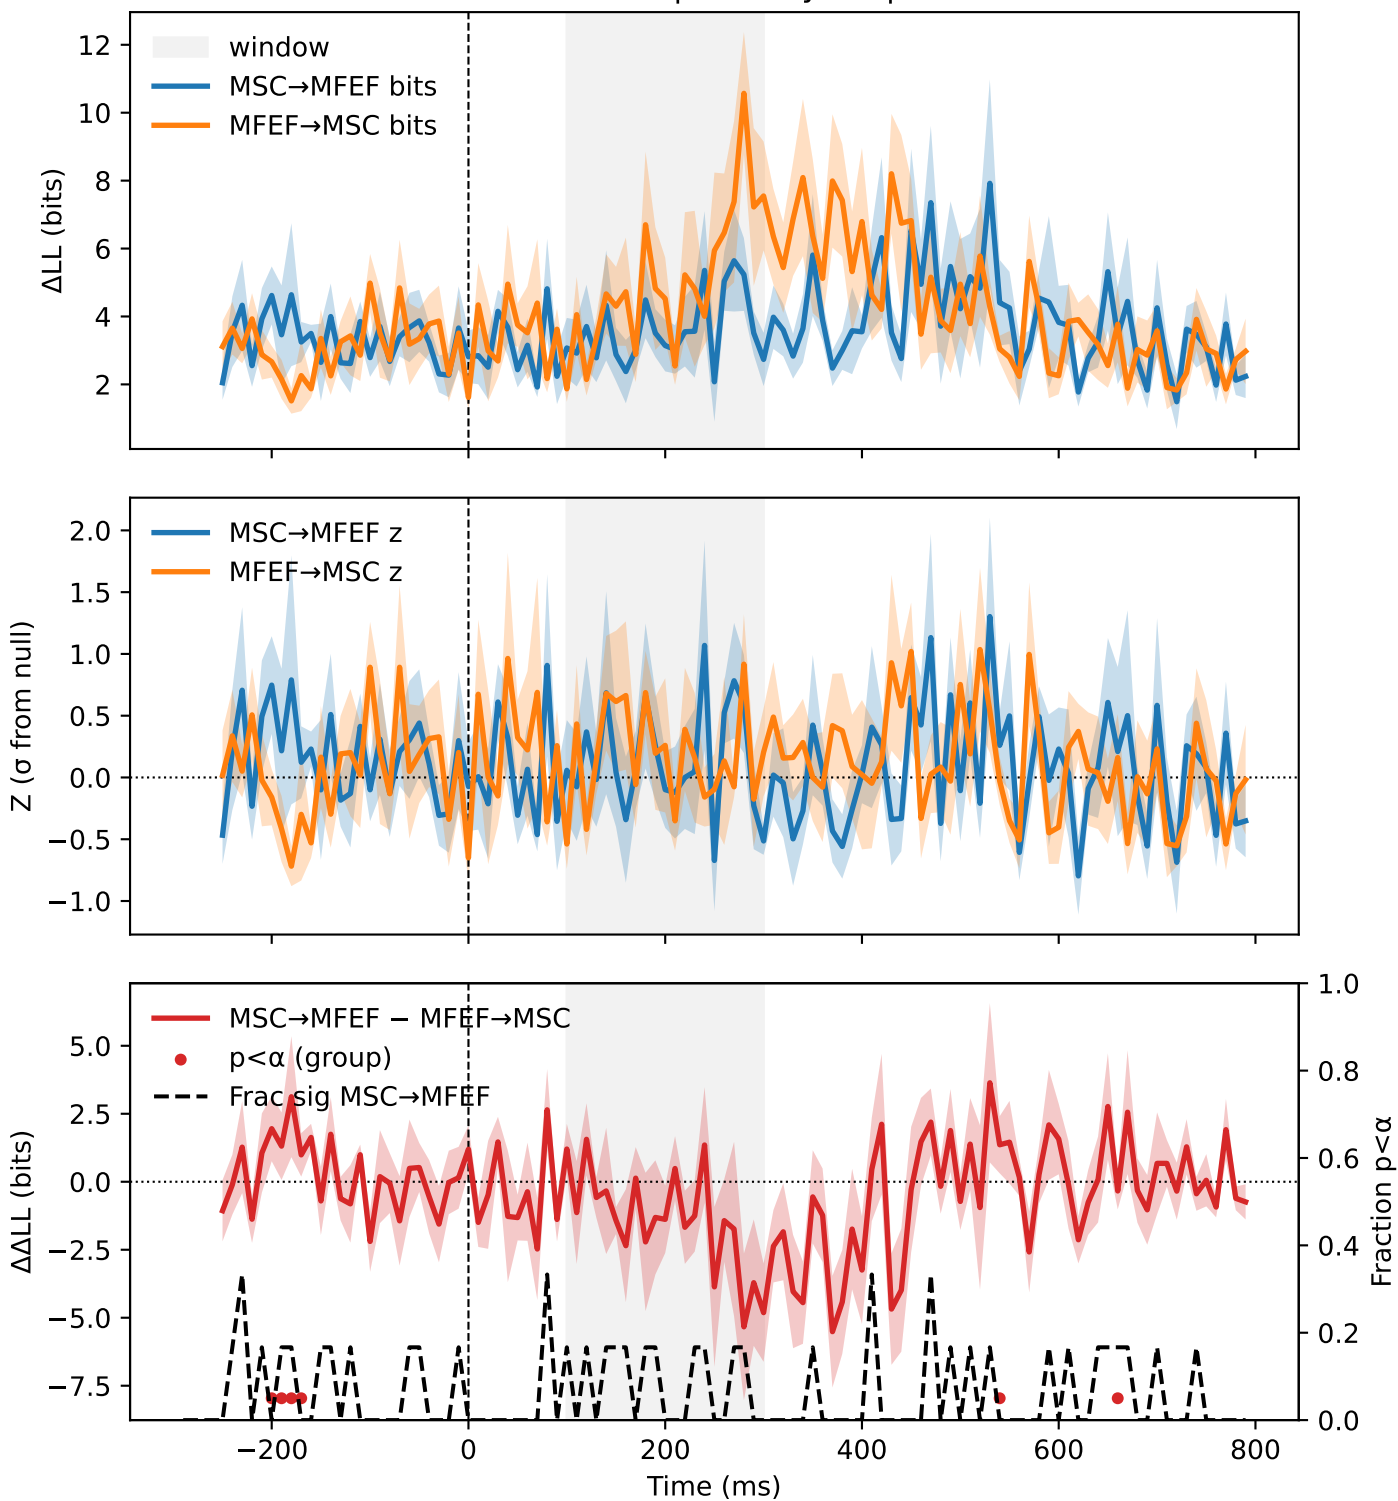 12
10
8
6
4
2
ΔLL (bits)
window
MSC→MFEF bits
MFEF→MSC bits
2.0
1.5
1.0
0.5
0.0
−0.5
−1.0
Z (σ from null)
MSC→MFEF z
MFEF→MSC z
5.0
2.5
0.0
−2.5
−5.0
−7.5
ΔΔLL (bits)
MSC→MFEF − MFEF→MSC
p<α (group)
Frac sig MSC→MFEF
1.0
0.8
0.6
0.4
0.2
0.0
Fraction p<α
−200
0
200
400
600
800
Time (ms)